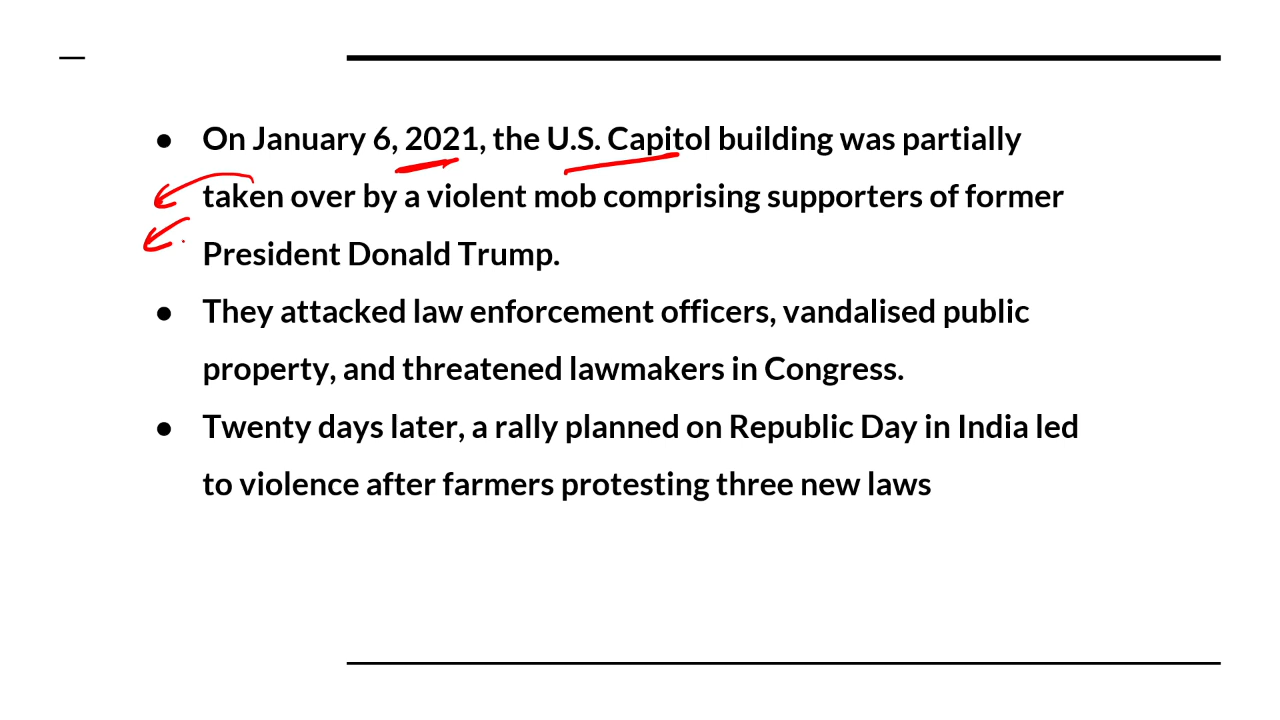 ● On January 6, 2021, the U.S. Capitol building was partially
taken over by a violent mob comprising supporters of former
President Donald Trump.
● They attacked law enforcement officers, vandalised public
property, and threatened lawmakers in Congress.
● Twenty days later, a rally planned on Republic Day in India led
to violence after farmers protesting three new laws